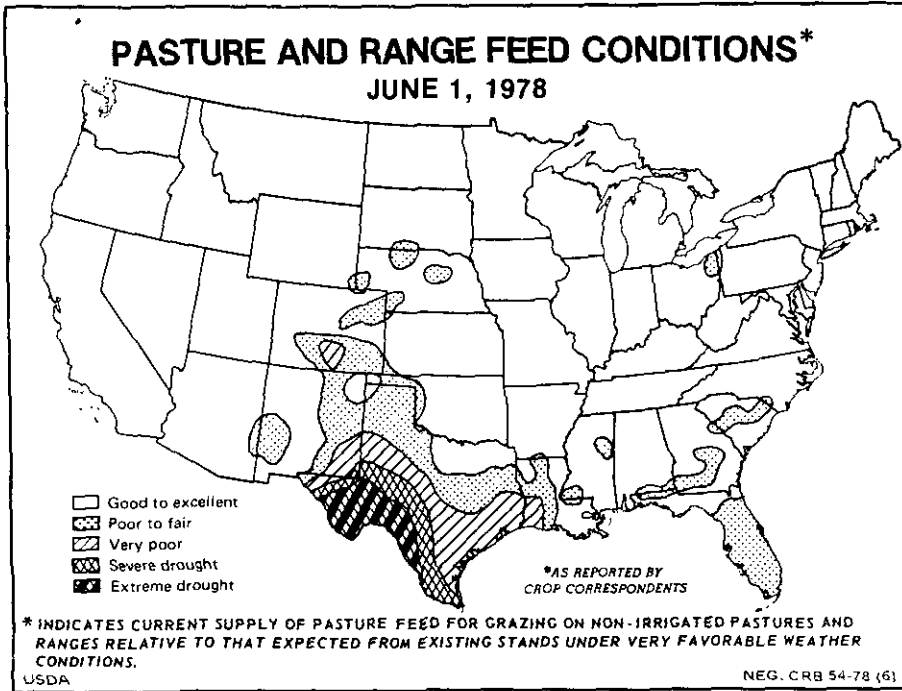 PASTURE AND RANGE FEED CONDITIONS*
JUNE 1, 1978
Good to excellent
Poor to fair
Very poor
Severe drought
Extreme drought
*AS REPORTED BY
CROP CORRESPONDENTS
* INDICATES CURRENT SUPPLY OF PASTURE FEED FOR GRAZING ON NON-IRRIGATED PASTURES AND
RANGES RELATIVE TO THAT EXPECTED FROM EXISTING STANDS UNDER VERY FAVORABLE WEATHER
CONDITIONS.
USDA
NEG. CRB 54-78 (6)